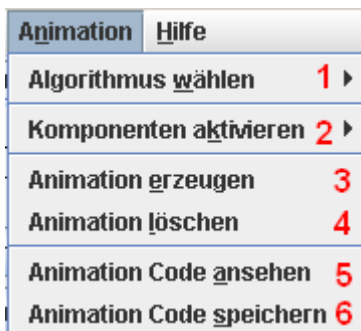 Animation Hilfe
Algorithmus wählen 1
Komponenten aktivieren 2
Animation erzeugen 3
Animation löschen 4
Animation Code ansehen 5
Animation Code speichern 6